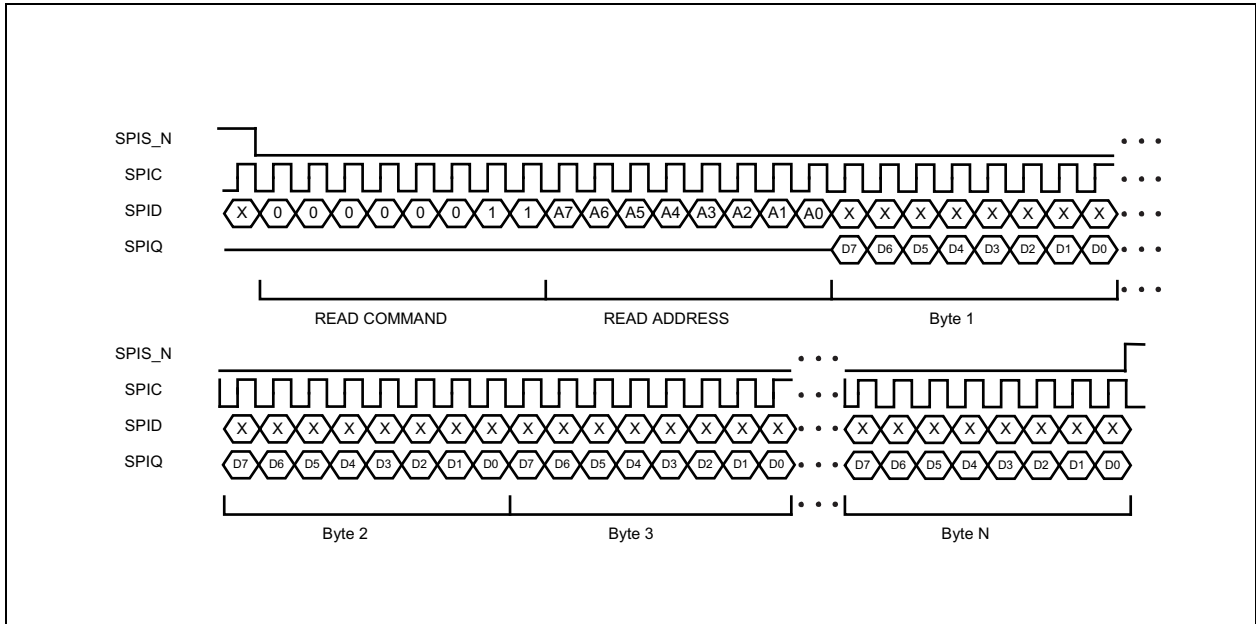 SPIS_N
SPIC
SPID X 0 0 0 0 0 0 1 1 A7 A6 A5 A4 A3 A2 A1 A0 X X X X X X X X
SPIQ D7 D6 D5 D4 D3 D2 D1 D0
READ COMMAND READ ADDRESS Byte 1
SPIS_N
SPIC
SPID X X X X X X X X X X X X X X X X X X X X X X X X
SPIQ D7 D6 D5 D4 D3 D2 D1 D0 D7 D6 D5 D4 D3 D2 D1 D0 D7 D6 D5 D4 D3 D2 D1 D0
Byte 2 Byte 3 Byte N